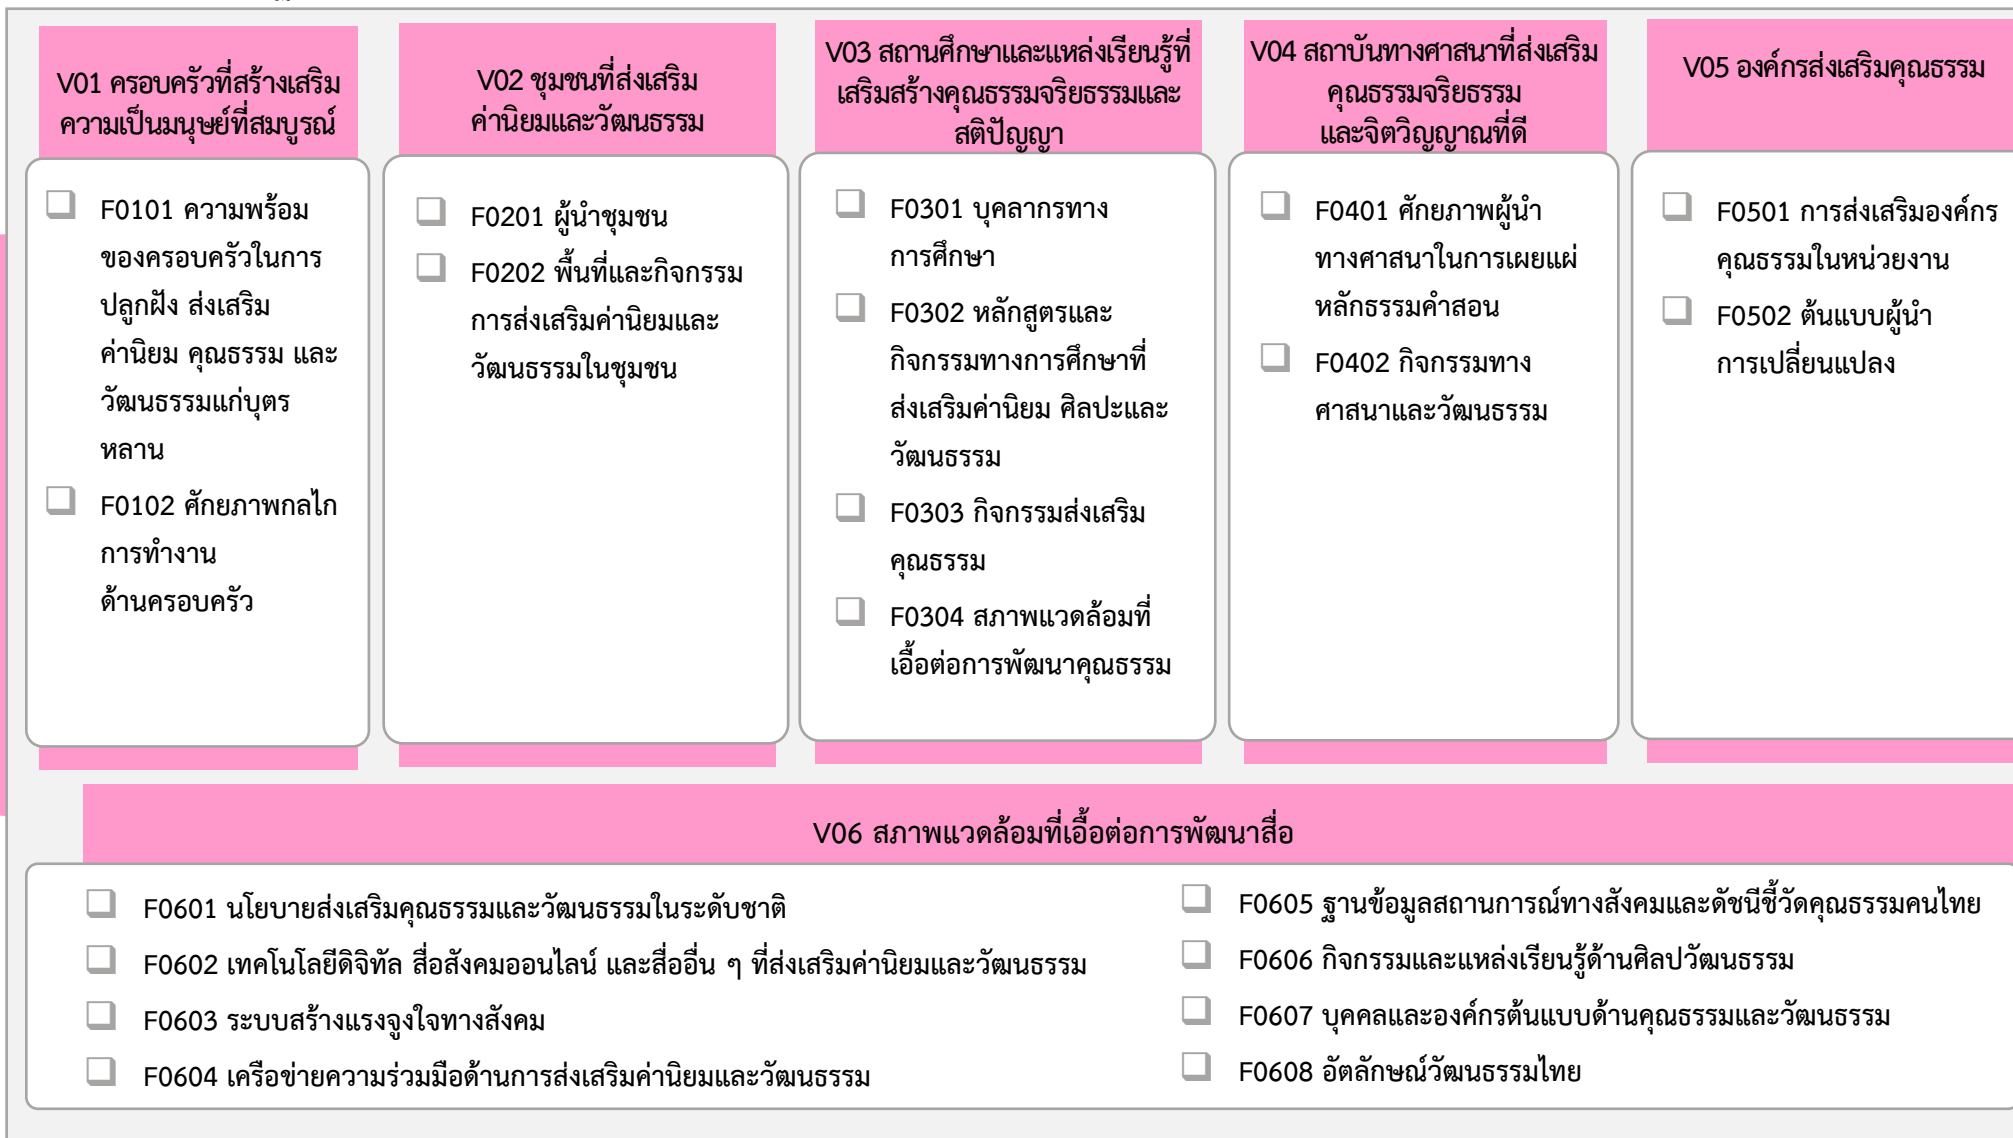 V01 ครอบครัวที่สร้างเสริม
ความเป็นมนุษย์ที่สมบูรณ์
F0101 ความพร้อม
ของครอบครัวในการ
ปลูกฝัง ส่งเสริม
ค่านิยม คุณธรรม และ
วัฒนธรรมแก่บุตร
หลาน
F0102 ศักยภาพกลไก
การทำงาน
ด้านครอบครัว
V02 ชุมชนที่ส่งเสริม
ค่านิยมและวัฒนธรรม
F0201 ผู้นำชุมชน
F0202 พื้นที่และกิจกรรม
การส่งเสริมค่านิยมและ
วัฒนธรรมในชุมชน
V03 สถานศึกษาและแหล่งเรียนรู้ที่
เสริมสร้างคุณธรรมจริยธรรมและ
สติปัญญา
F0301 บุคลากรทาง
การศึกษา
F0302 หลักสูตรและ
กิจกรรมทางการศึกษาที่
ส่งเสริมค่านิยม ศิลปะและ
วัฒนธรรม
F0303 กิจกรรมส่งเสริม
คุณธรรม
F0304 สภาพแวดล้อมที่
เอื้อต่อการพัฒนาคุณธรรม
V04 สถาบันทางศาสนาที่ส่งเสริม
คุณธรรมจริยธรรม
และจิตวิญญาณที่ดี
F0401 ศักยภาพผู้นำ
ทางศาสนาในการเผยแผ่
หลักธรรมคำสอน
F0402 กิจกรรมทาง
ศาสนาและวัฒนธรรม
V05 องค์กรส่งเสริมคุณธรรม
F0501 การส่งเสริมองค์กร
คุณธรรมในหน่วยงาน
F0502 ต้นแบบผู้นำ
การเปลี่ยนแปลง
V06 สภาพแวดล้อมที่เอื้อต่อการพัฒนาสื่อ
F0601 นโยบายส่งเสริมคุณธรรมและวัฒนธรรมในระดับชาติ
F0602 เทคโนโลยีดิจิทัล สื่อสังคมออนไลน์ และสื่ออื่น ๆ ที่ส่งเสริมค่านิยมและวัฒนธรรม
F0603 ระบบสร้างแรงจูงใจทางสังคม
F0604 เครือข่ายความร่วมมือด้านการส่งเสริมค่านิยมและวัฒนธรรม
F0605 ฐานข้อมูลสถานการณ์ทางสังคมและดัชนีชี้วัดคุณธรรมคนไทย
F0606 กิจกรรมและแหล่งเรียนรู้ด้านศิลปวัฒนธรรม
F0607 บุคคลและองค์กรต้นแบบด้านคุณธรรมและวัฒนธรรม
F0608 อัตลักษณ์วัฒนธรรมไทย